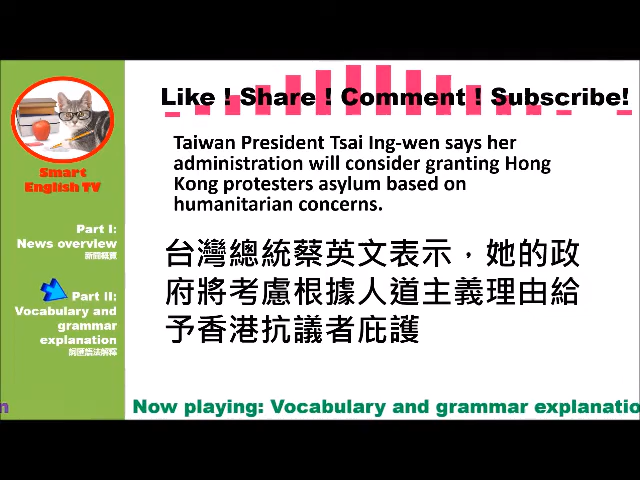 Like ! Share ! Comment ! Subscribe!
Smart
English TV
Taiwan President Tsai Ing-wen says her
administration will consider granting Hong
Kong protesters asylum based on
humanitarian concerns.
Part I:
News overview
新聞概覽
台灣總統蔡英文表示，她的政
府將考慮根據人道主義理由給
予香港抗議者庇護
Part II:
Vocabulary and
grammar
explanation
詞匯語法解釋
n
Now playing: Vocabulary and grammar explanatio